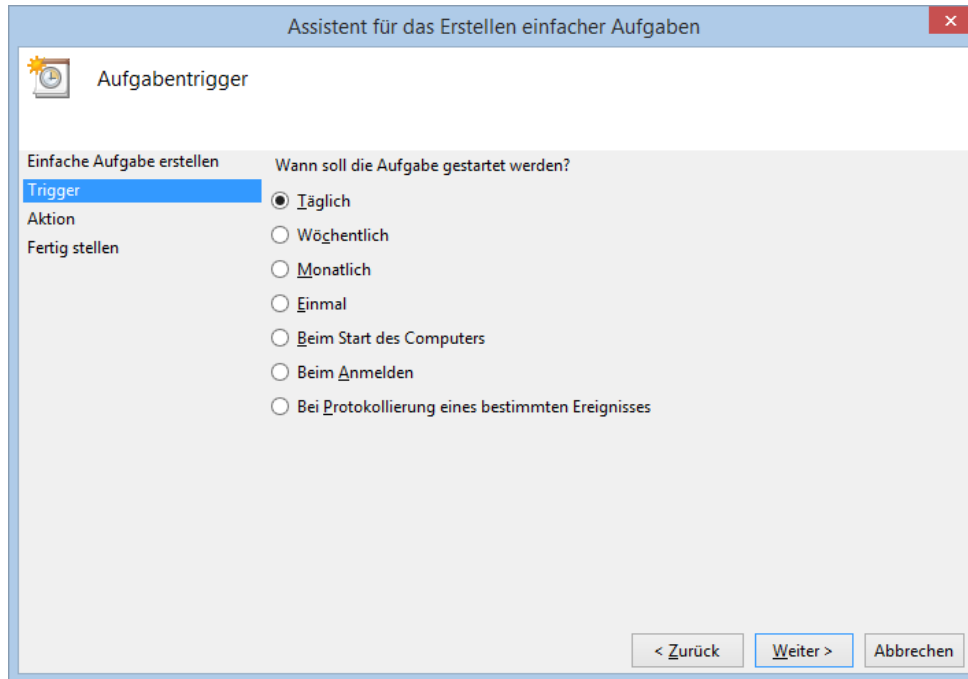 Assistent für das Erstellen einfacher Aufgaben
Aufgabentrigger
Einfache Aufgabe erstellen
Trigger
Aktion
Fertig stellen
Wann soll die Aufgabe gestartet werden?
Täglich
Wöchentlich
Monatlich
Einmal
Beim Start des Computers
Beim Anmelden
Bei Protokollierung eines bestimmten Ereignisses
< Zurück
Weiter >
Abbrechen